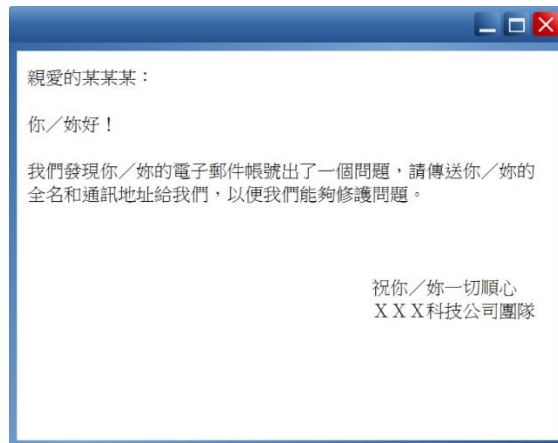 親愛的某某某：
你／妳好！
我們發現你／妳的電子郵件帳號出了一個問題，請傳送你／妳的
全名和通訊地址給我們，以便我們能夠修護問題。
祝你／妳一切順心
ＸＸＸ科技公司團隊